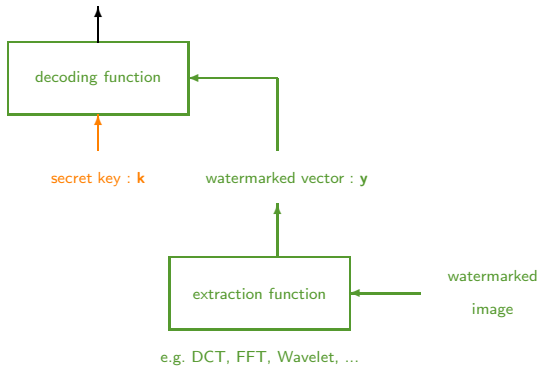 decoding function
secret key : k
watermarked vector : y
watermarked
image
extraction function
e.g. DCT, FFT, Wavelet, ...